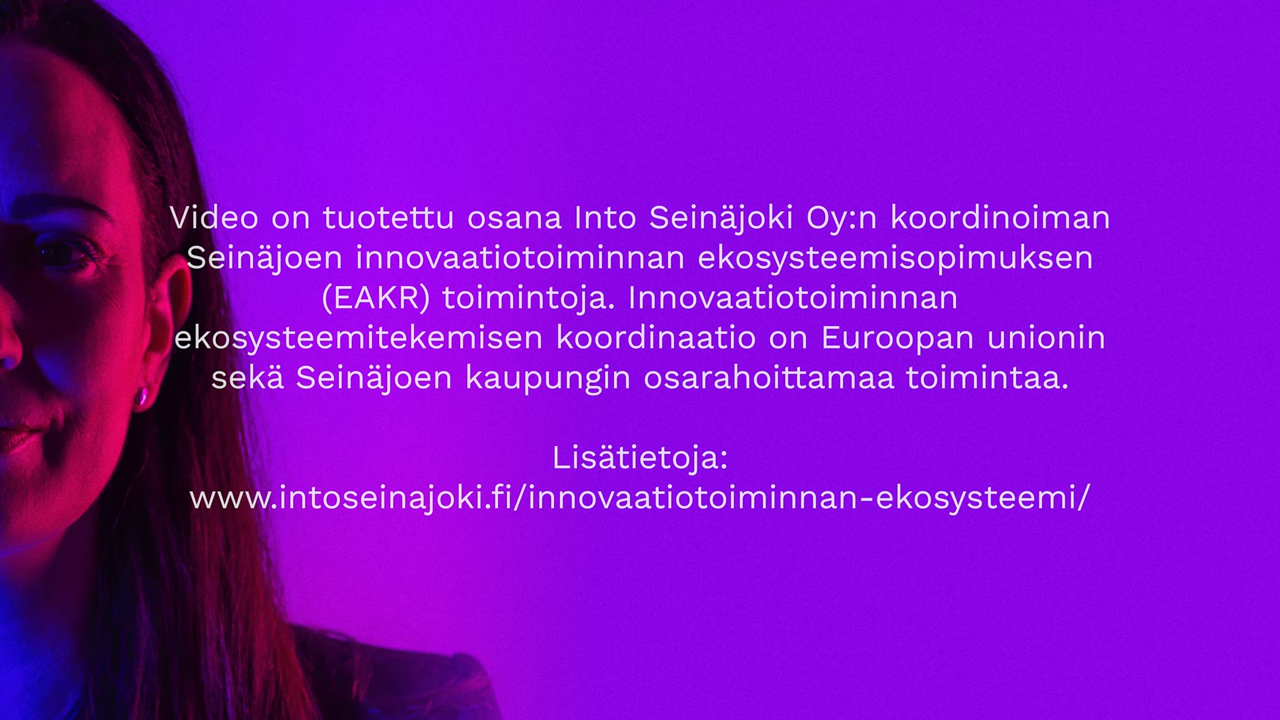 Video on tuotettu osana Into Seinäjoki Oy:n koordinoiman
Seinäjoen innovaatiotoiminnan ekosysteemisopimuksen
(EAKR) toimintoja. Innovaatiotoiminnan
ekosysteemitekemisen koordinaatio on Euroopan unionin
sekä Seinäjoen kaupungin osarahoittamaa toimintaa.
Lisätietoja:
www.intoseinajoki.fi/innovaatiotoiminnan-ekosysteemi/